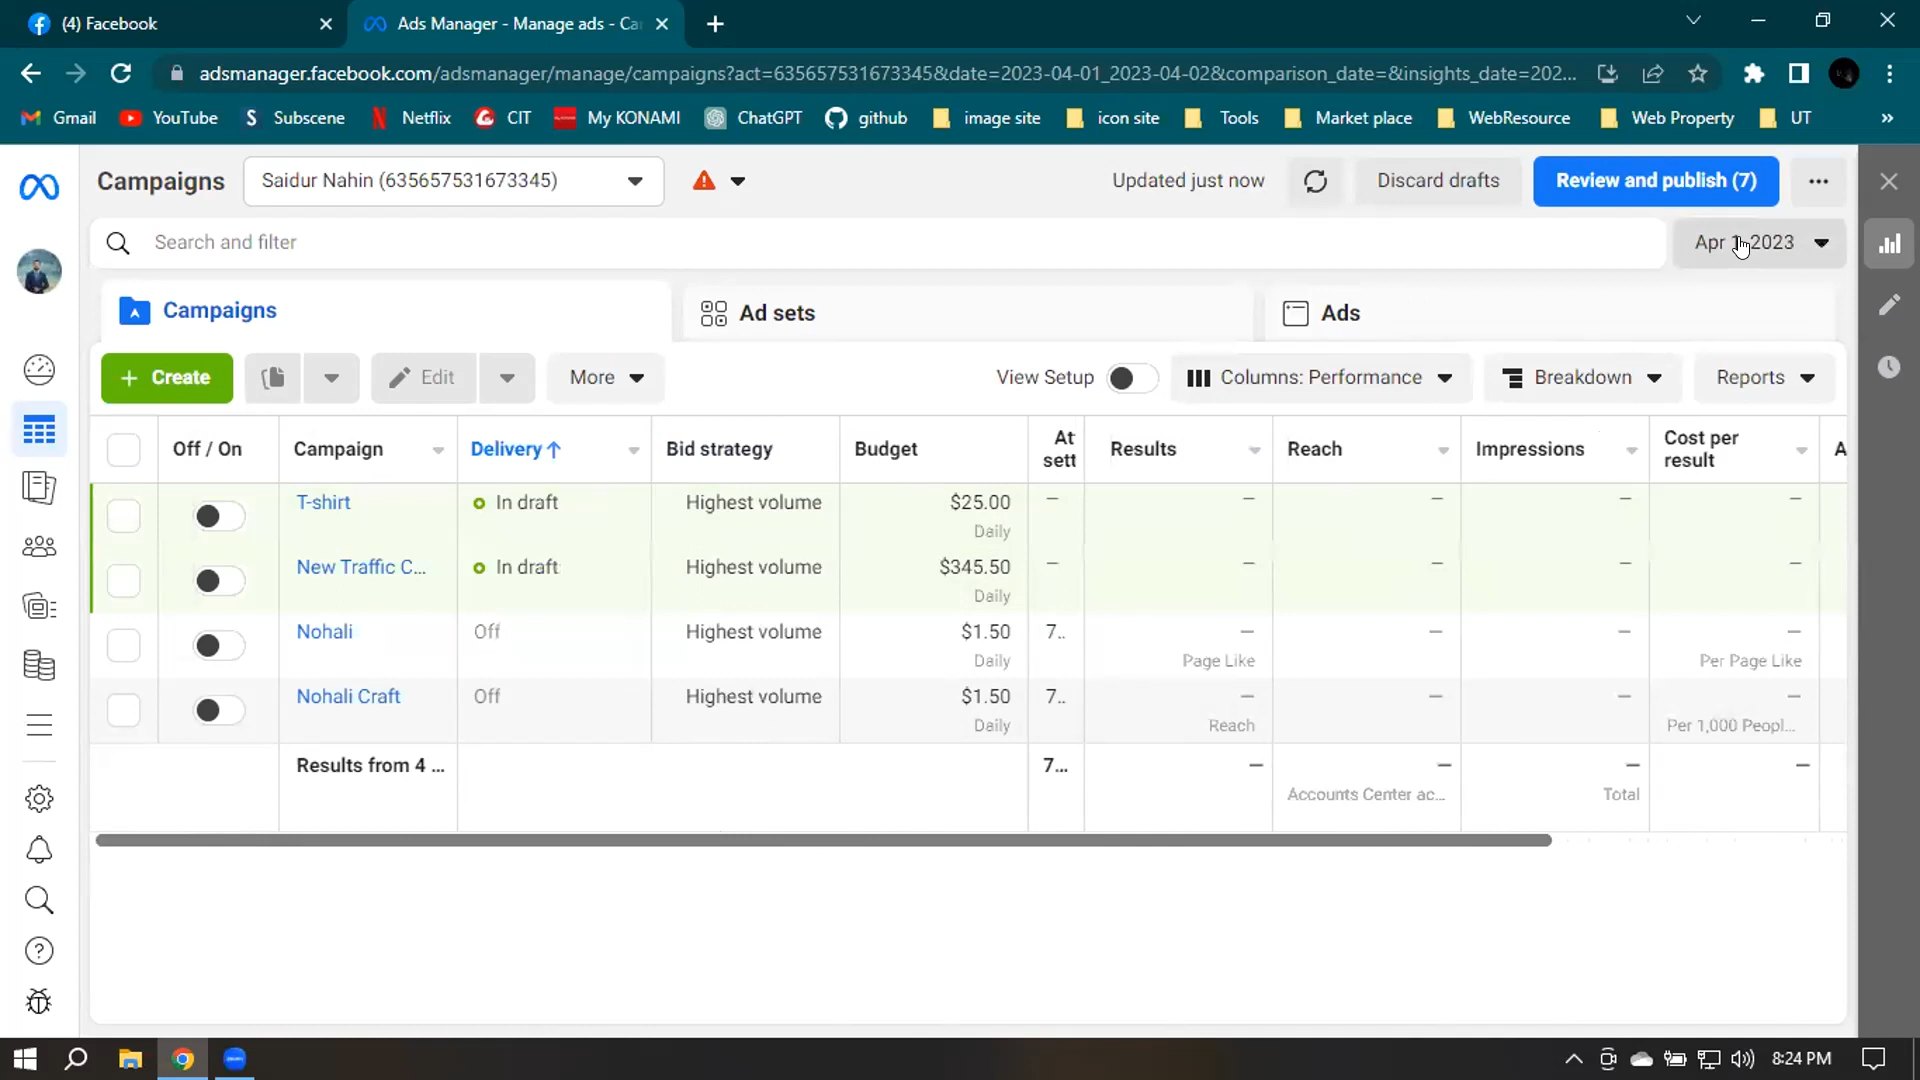 (4) Facebook
Ads Manager - Manage ads - Ca
adsmanager.facebook.com/adsmanager/manage/campaigns?act=635657531673345&date=2023-04-01_2023-04-02&comparison_date=&insights_date=202...
Gmail YouTube Subscene Netflix CIT My KONAMI ChatGPT github image site icon site Tools Market place WebResource Web Property UT »
Campaigns Saidur Nahin (635657531673345) Updated just now Discard drafts Review and publish (7) ...
Search and filter Apr 1, 2023
Campaigns Ad sets Ads
+ Create Edit More View Setup Columns: Performance Breakdown Reports
Off / On Campaign Delivery ↑ Bid strategy Budget At sett Results Reach Impressions Cost per result A
T-shirt In draft Highest volume $25.00 — — — — —
Daily
New Traffic C... In draft Highest volume $345.50 — — — — —
Daily
Nohali Off Highest volume $1.50 7.. — — — —
Daily Page Like Per Page Like
Nohali Craft Off Highest volume $1.50 7.. — — — —
Daily Reach Per 1,000 Peopl...
Results from 4 ... 7... — — — —
Accounts Center ac... Total
8:24 PM